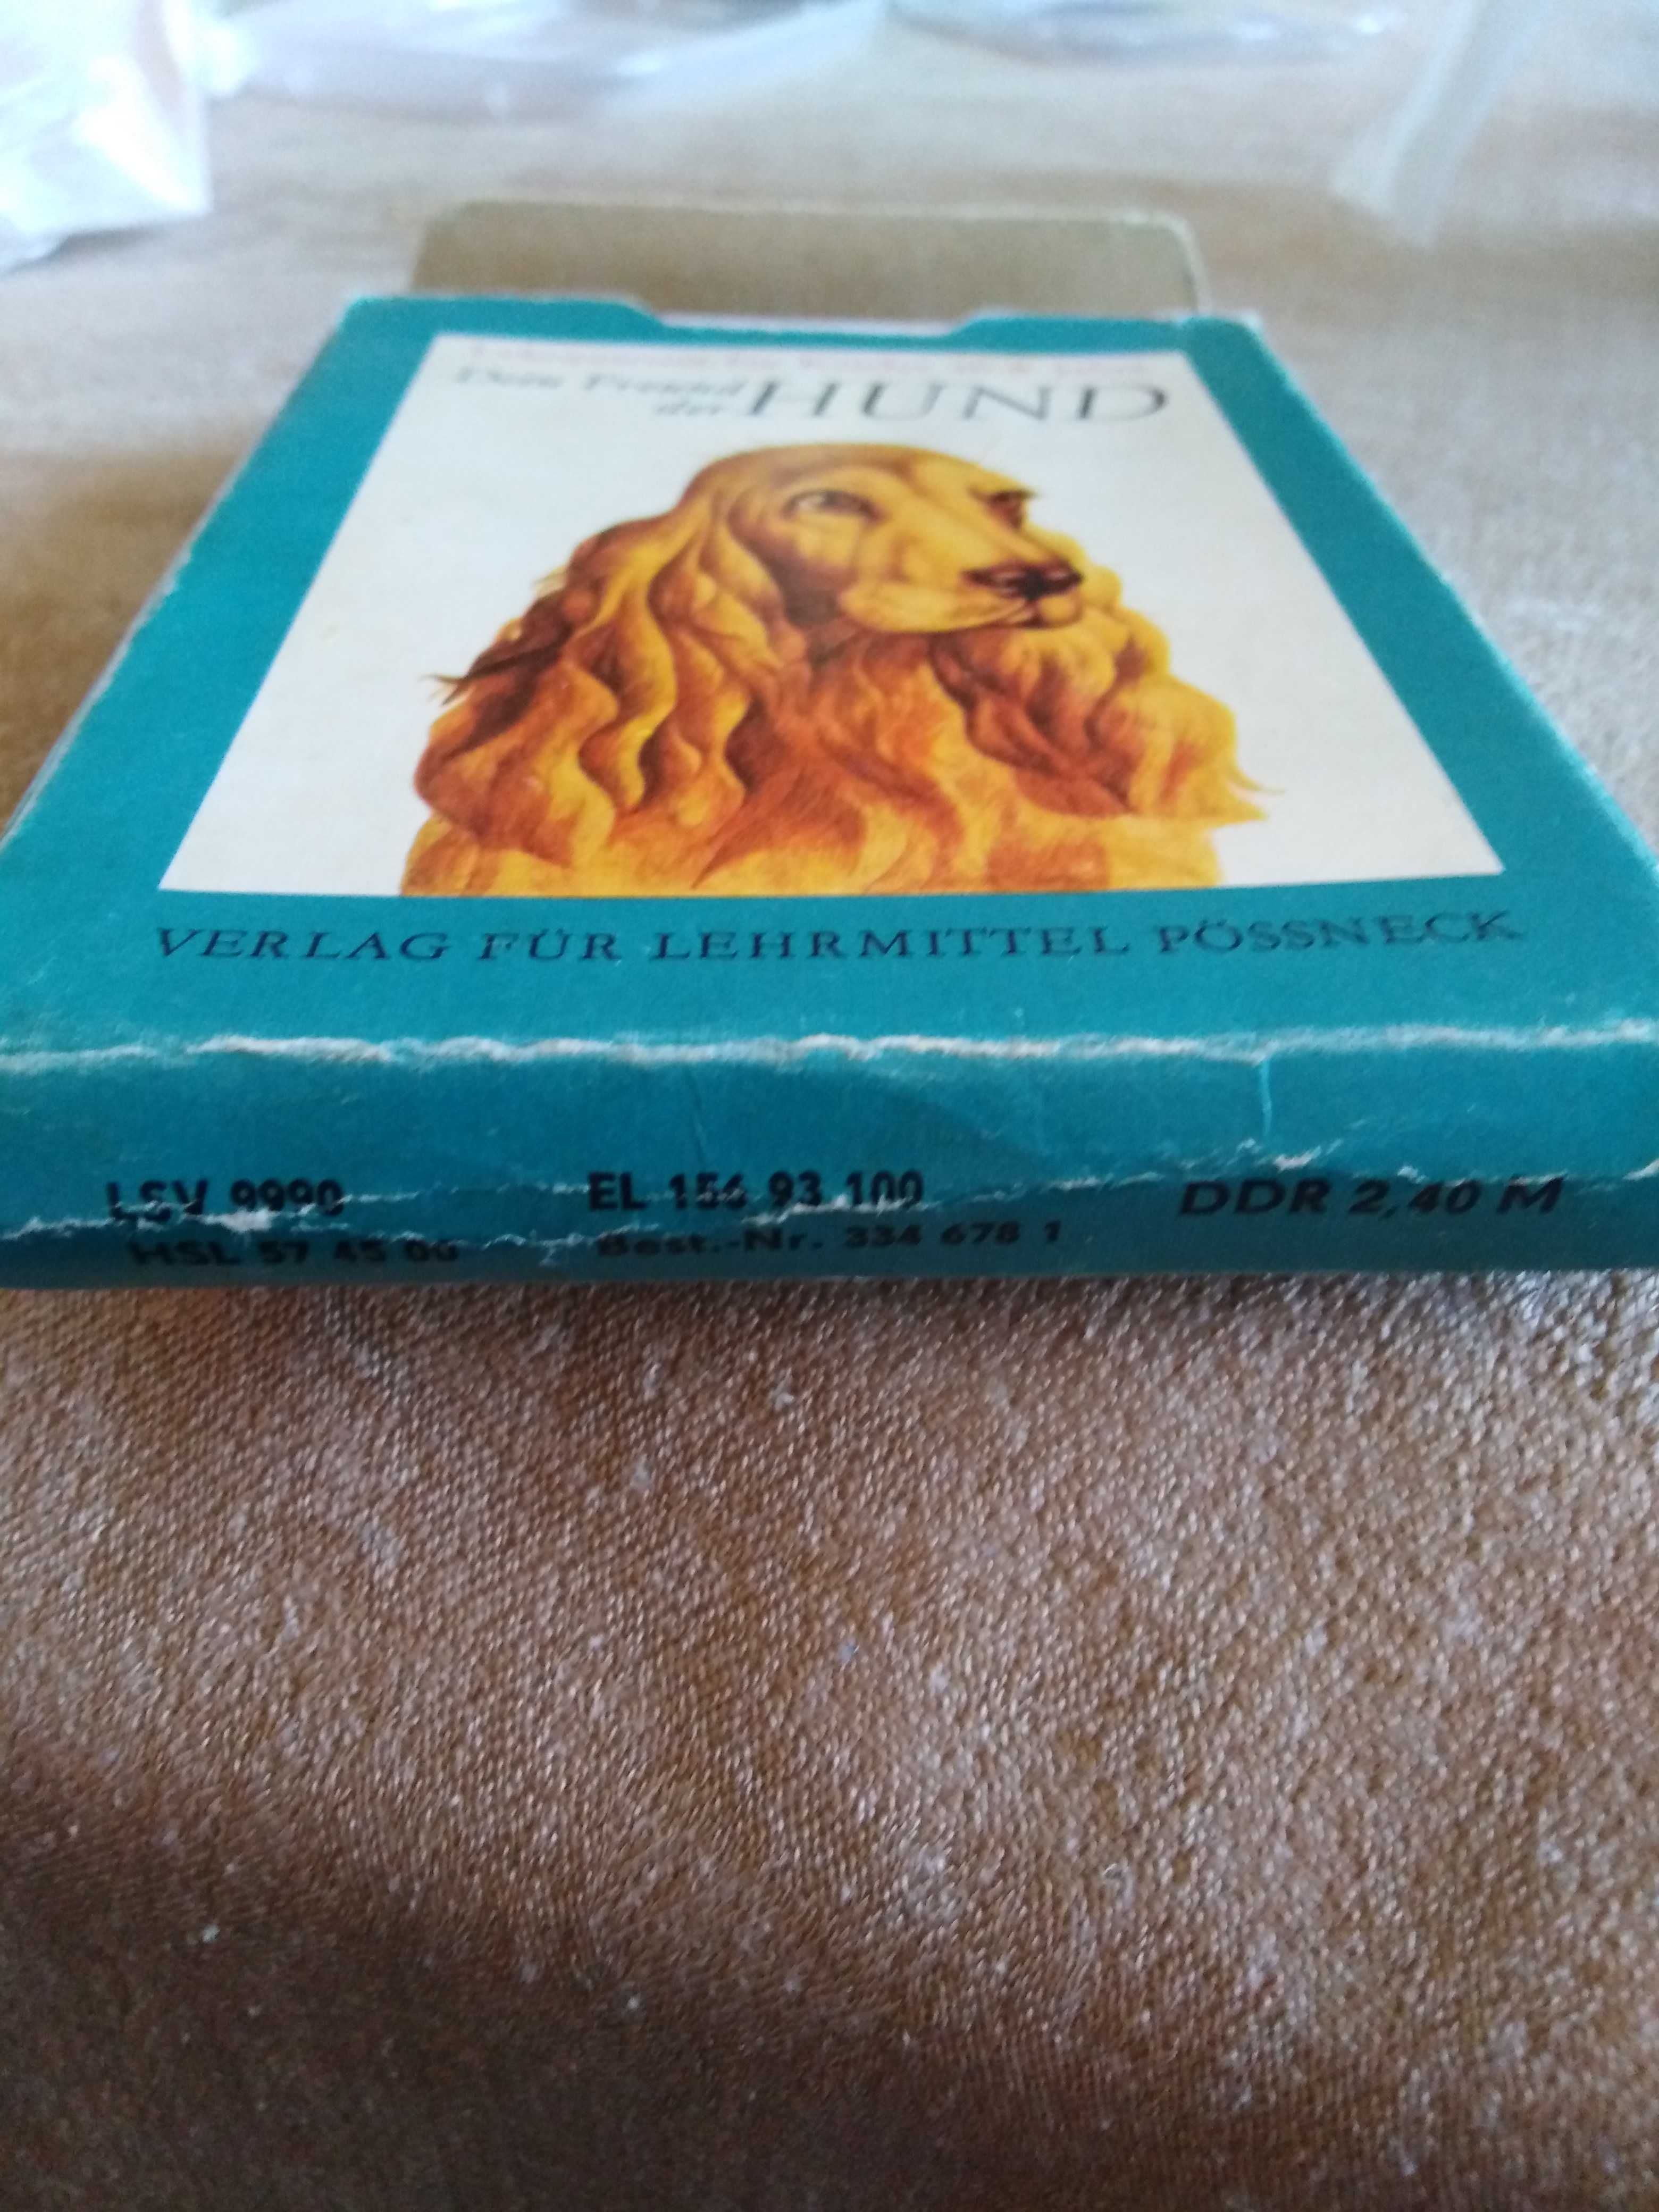 Dein Freund
der HUND
VERLAG FÜR LEHRMITTEL PÖSSNECK
LSV 9990 EL 156 93 100 DDR 2,40 M
HSL 57 45 00 Best.-Nr. 334 678 1